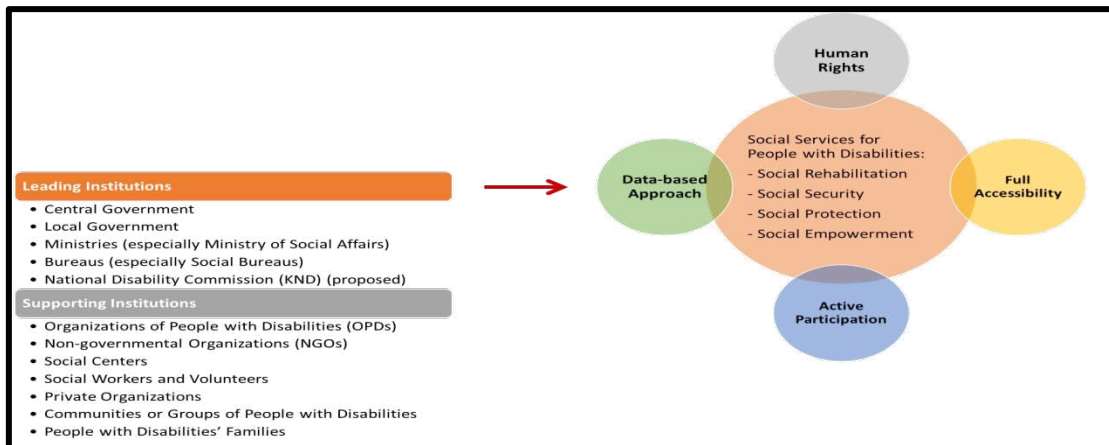 Leading Institutions
• Central Government
• Local Government
• Ministries (especially Ministry of Social Affairs)
• Bureaus (especially Social Bureaus)
• National Disability Commission (KND) (proposed)
Supporting Institutions
• Organizations of People with Disabilities (OPDs)
• Non-governmental Organizations (NGOs)
• Social Centers
• Social Workers and Volunteers
• Private Organizations
• Communities or Groups of People with Disabilities
• People with Disabilities' Families
Human
Rights
Data-based
Approach
Social Services for
People with Disabilities:
- Social Rehabilitation
- Social Security
- Social Protection
- Social Empowerment
Full
Accessibility
Active
Participation